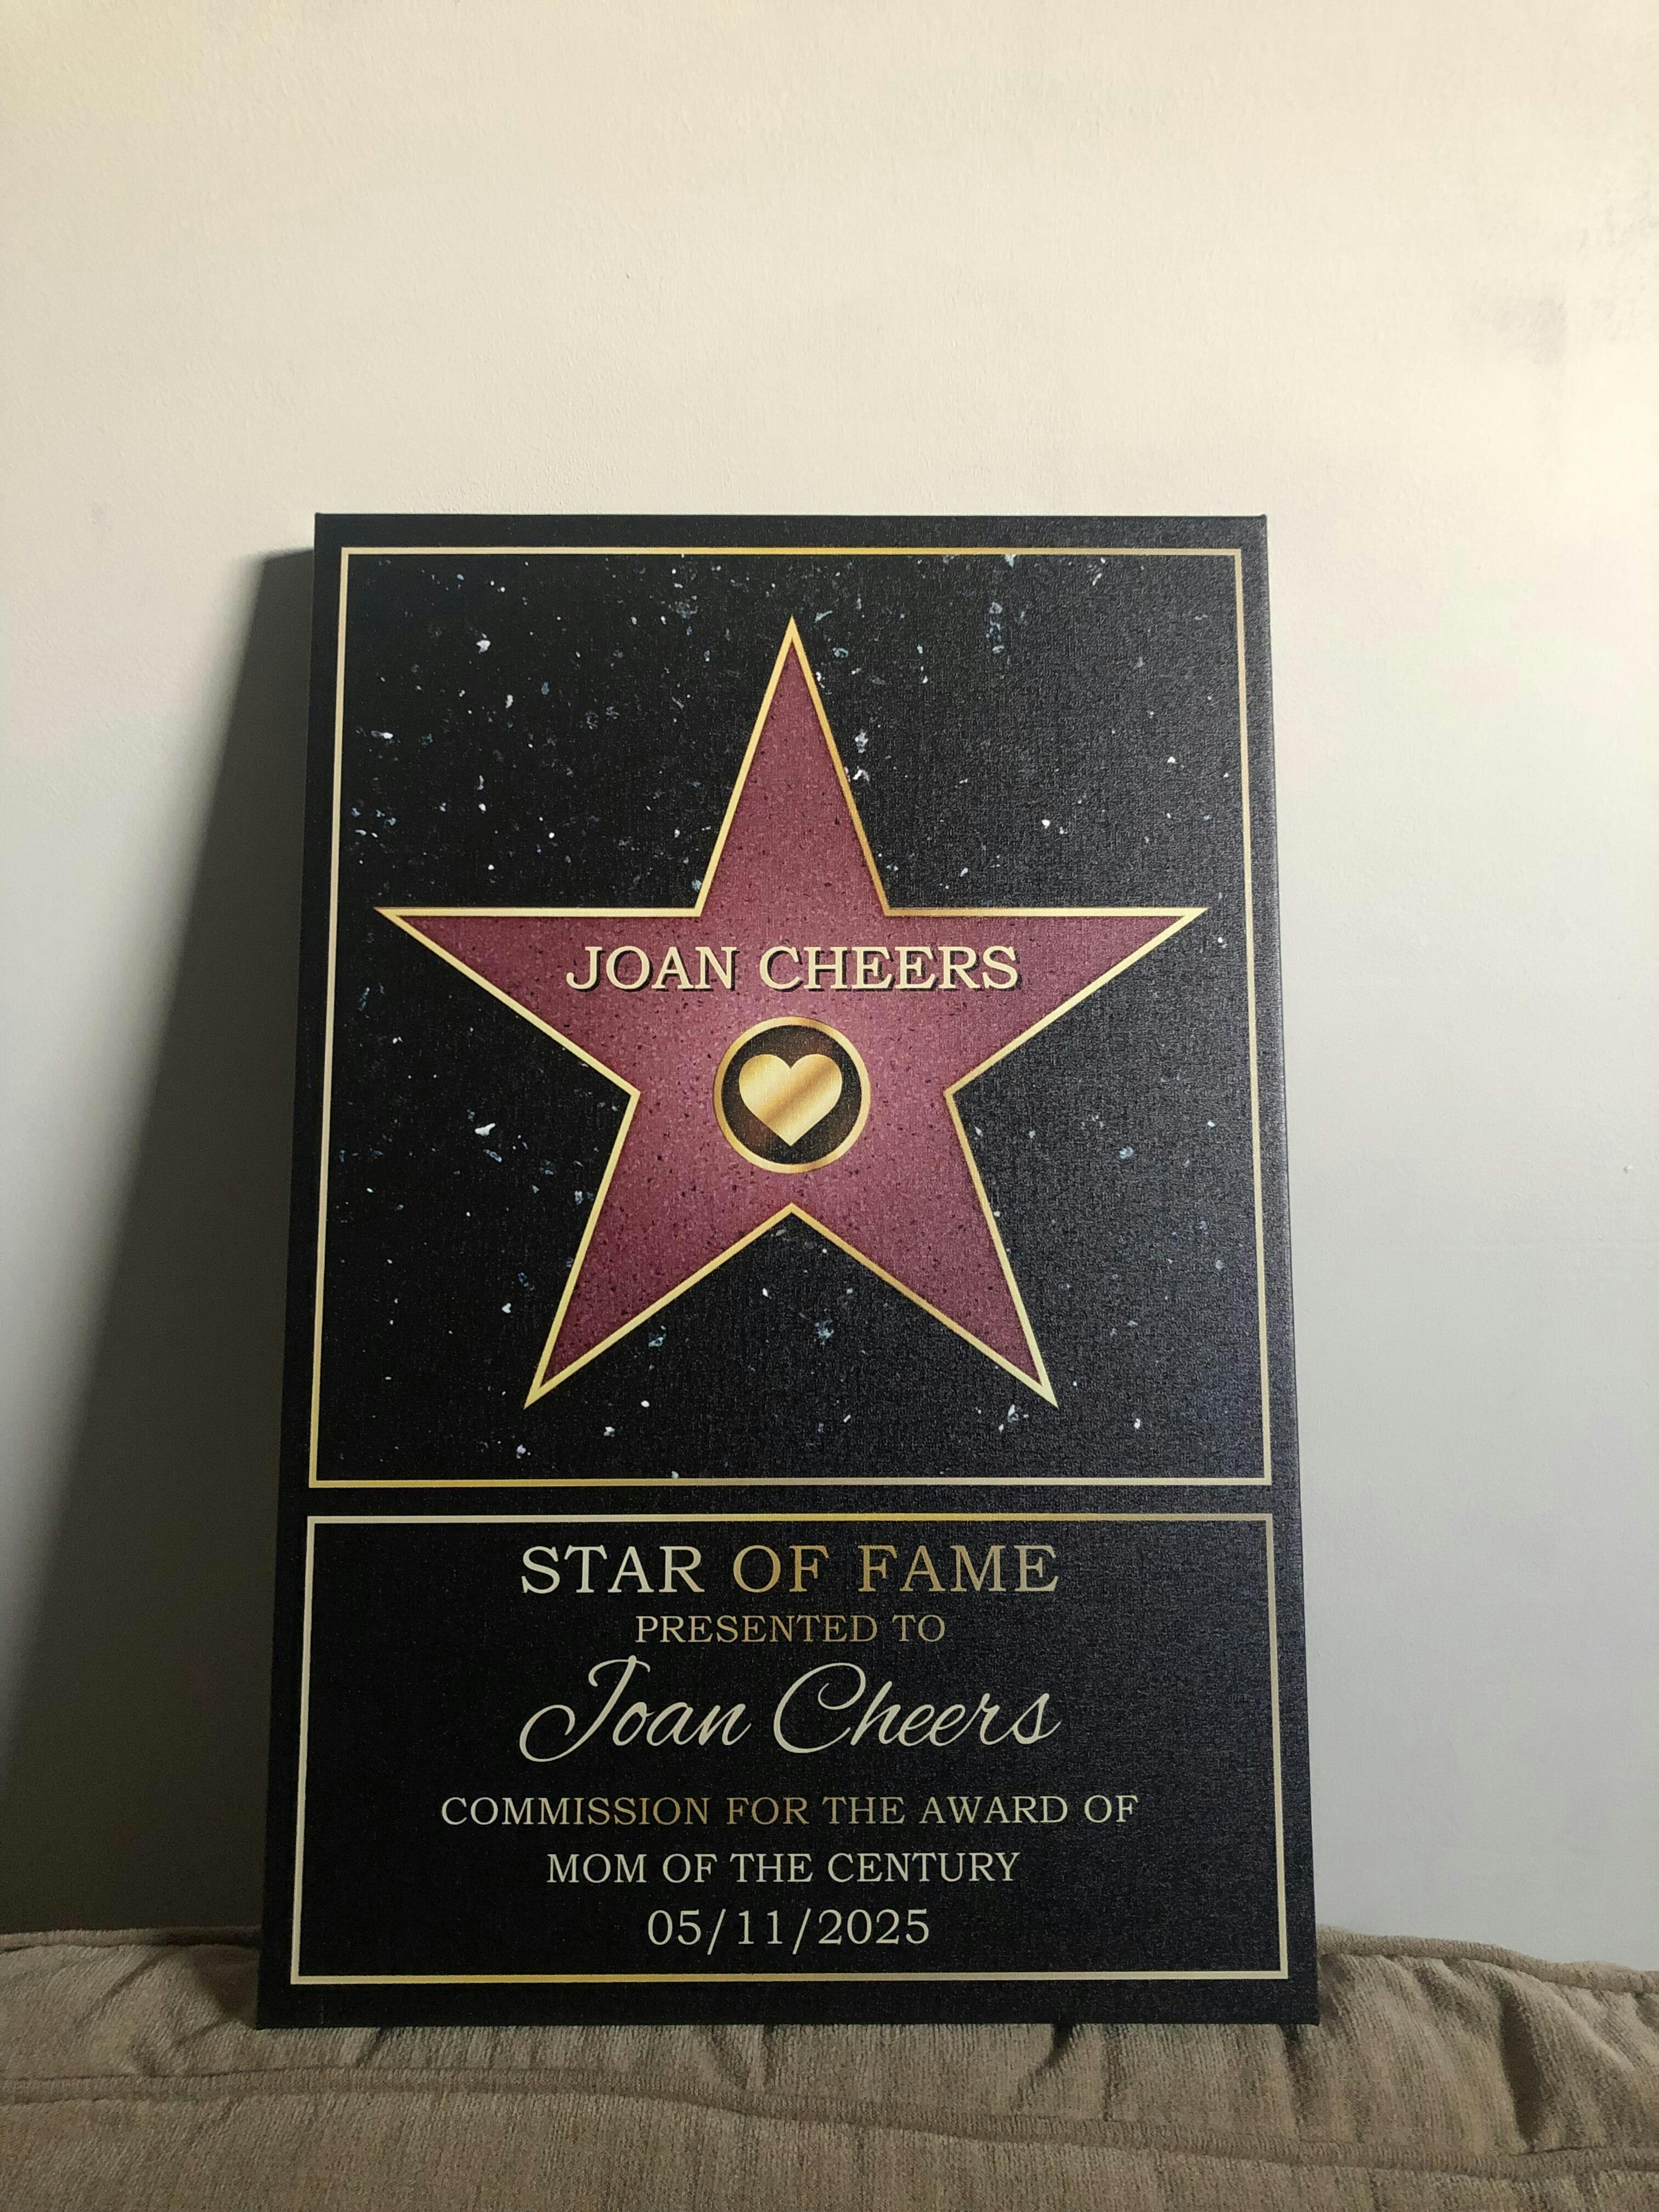 JOAN CHEERS
STAR OF FAME
PRESENTED TO
Joan Cheers
COMMISSION FOR THE AWARD OF
MOM OF THE CENTURY
05/11/2025